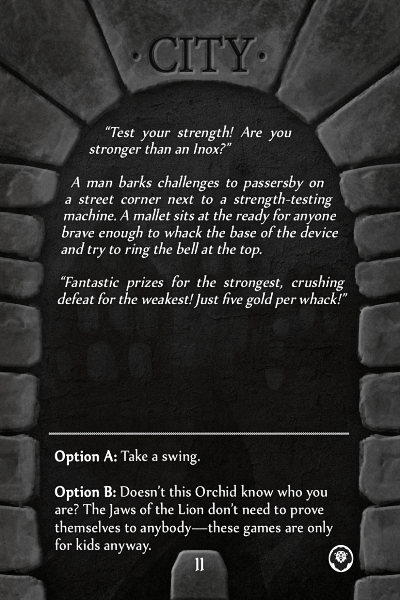 ·CITY·
“Test your strength! Are you
stronger than an Inox?”
A man barks challenges to passersby on
a street corner next to a strength-testing
machine. A mallet sits at the ready for anyone
brave enough to whack the base of the device
and try to ring the bell at the top.
“Fantastic prizes for the strongest, crushing
defeat for the weakest! Just five gold per whack!”
Option A: Take a swing.
Option B: Doesn’t this Orchid know who you
are? The Jaws of the Lion don’t need to prove
themselves to anybody—these games are only
for kids anyway.
11